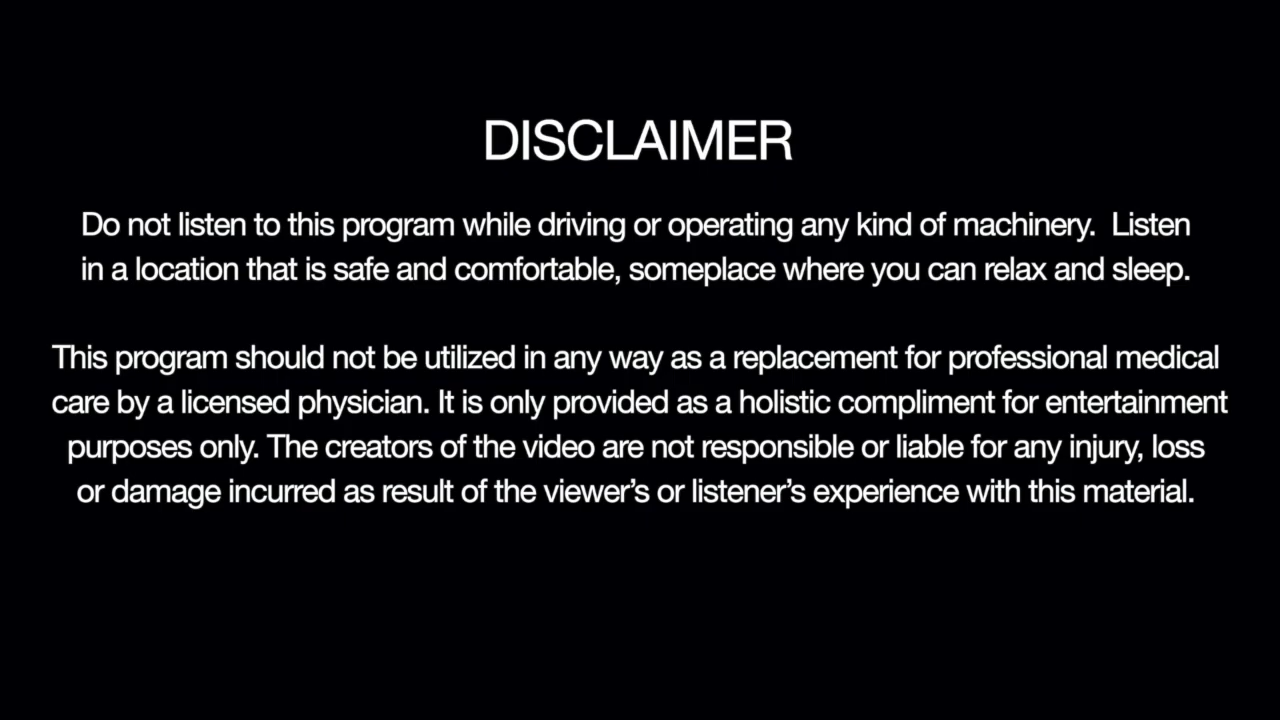 DISCLAIMER
Do not listen to this program while driving or operating any kind of machinery.  Listen
in a location that is safe and comfortable, someplace where you can relax and sleep.
This program should not be utilized in any way as a replacement for professional medical
care by a licensed physician. It is only provided as a holistic compliment for entertainment
purposes only. The creators of the video are not responsible or liable for any injury, loss
or damage incurred as result of the viewer’s or listener’s experience with this material.